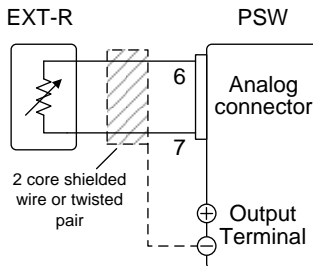 EXT-R
PSW
6
Analog
connector
7
2 core shielded
wire or twisted
pair
Output
Terminal